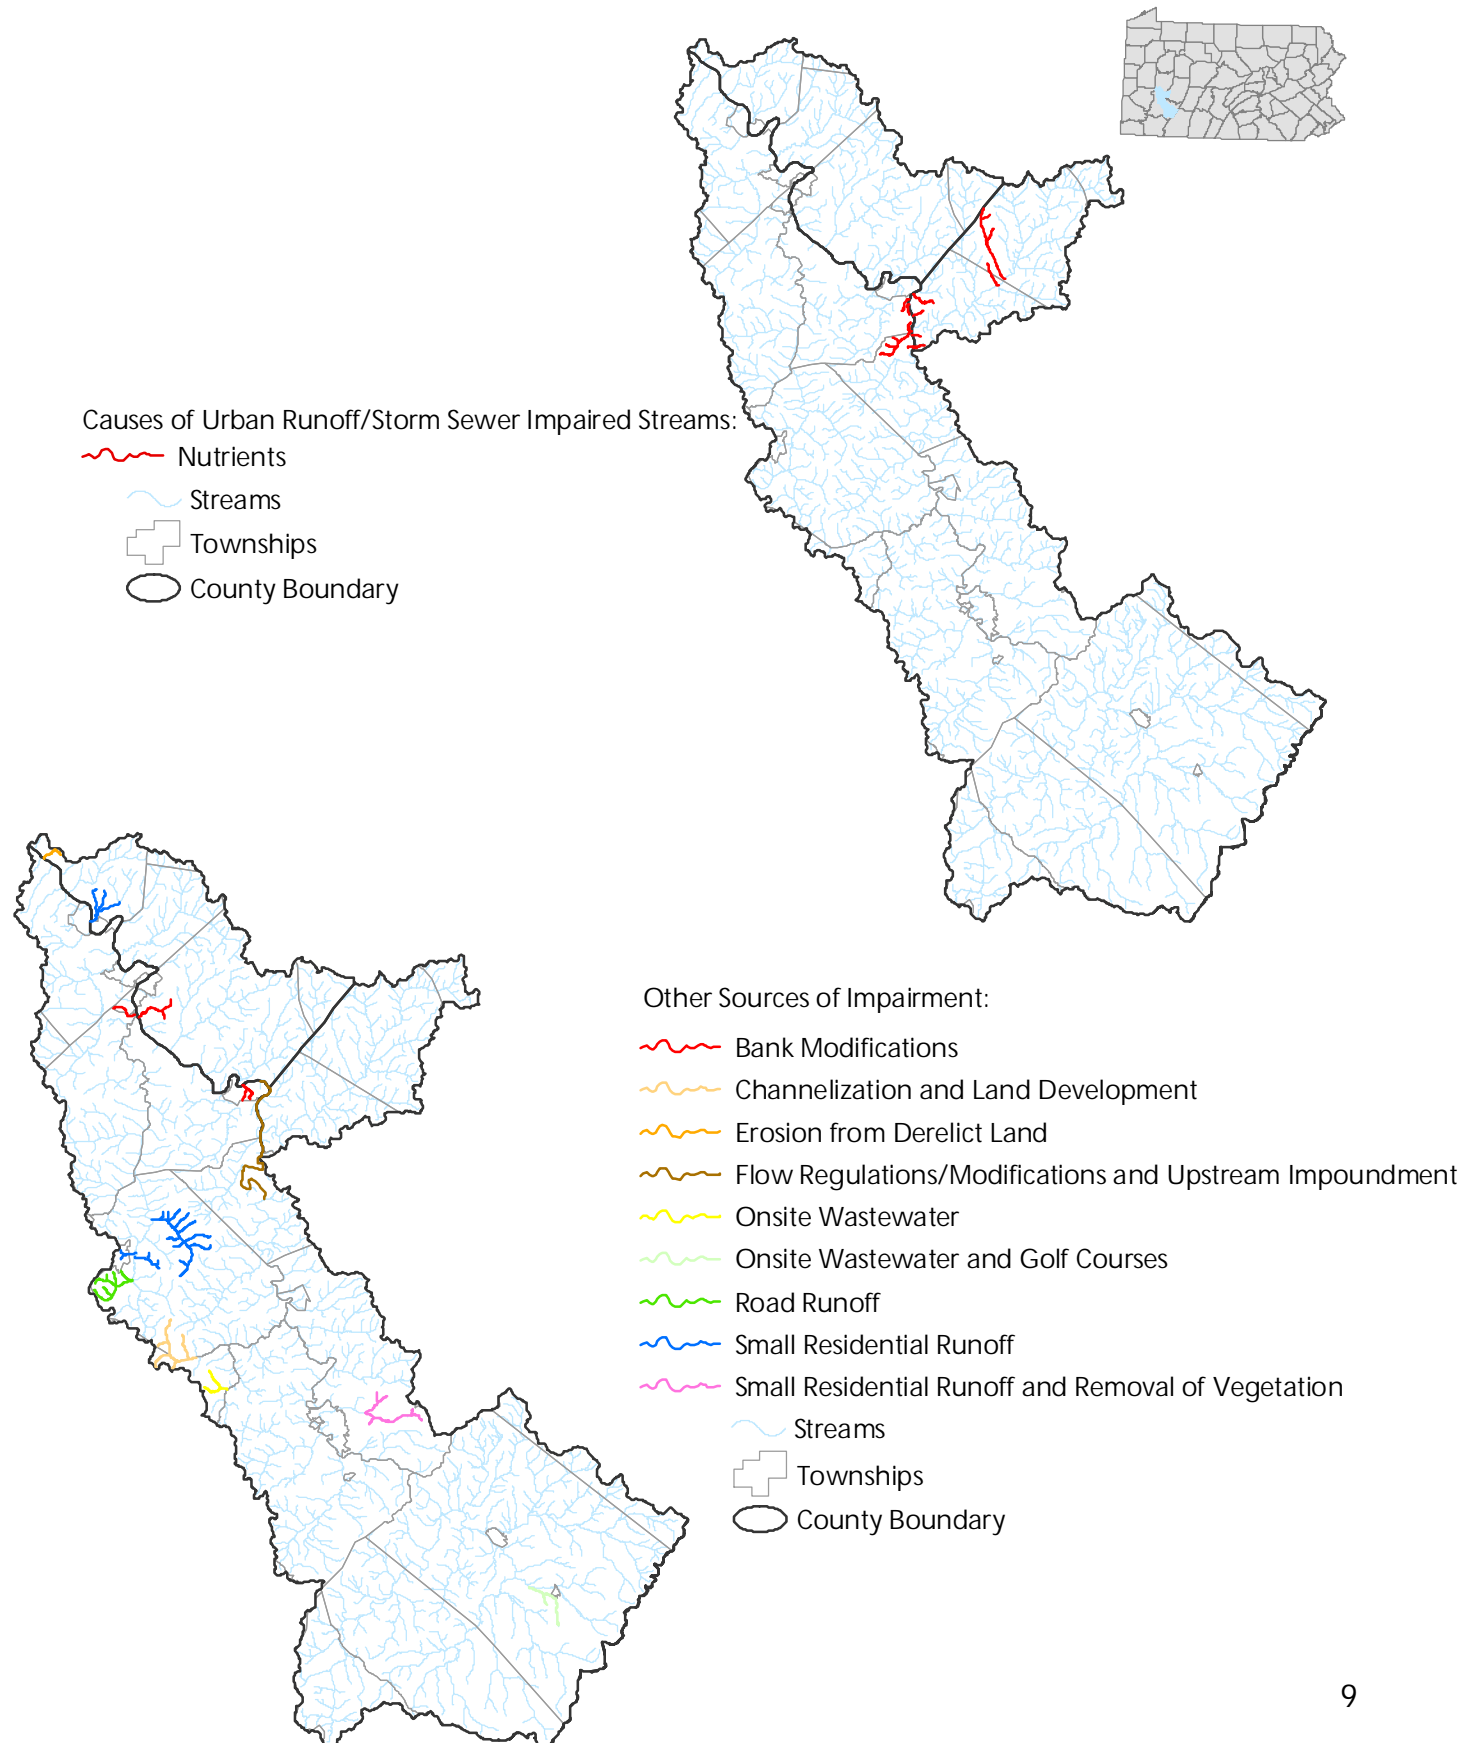 Causes of Urban Runoff/Storm Sewer Impaired Streams:
Nutrients
Streams
Townships
County Boundary
Other Sources of Impairment:
Bank Modifications
Channelization and Land Development
Erosion from Derelict Land
Flow Regulations/Modifications and Upstream Impoundment
Onsite Wastewater
Onsite Wastewater and Golf Courses
Road Runoff
Small Residential Runoff
Small Residential Runoff and Removal of Vegetation
Streams
Townships
County Boundary
9